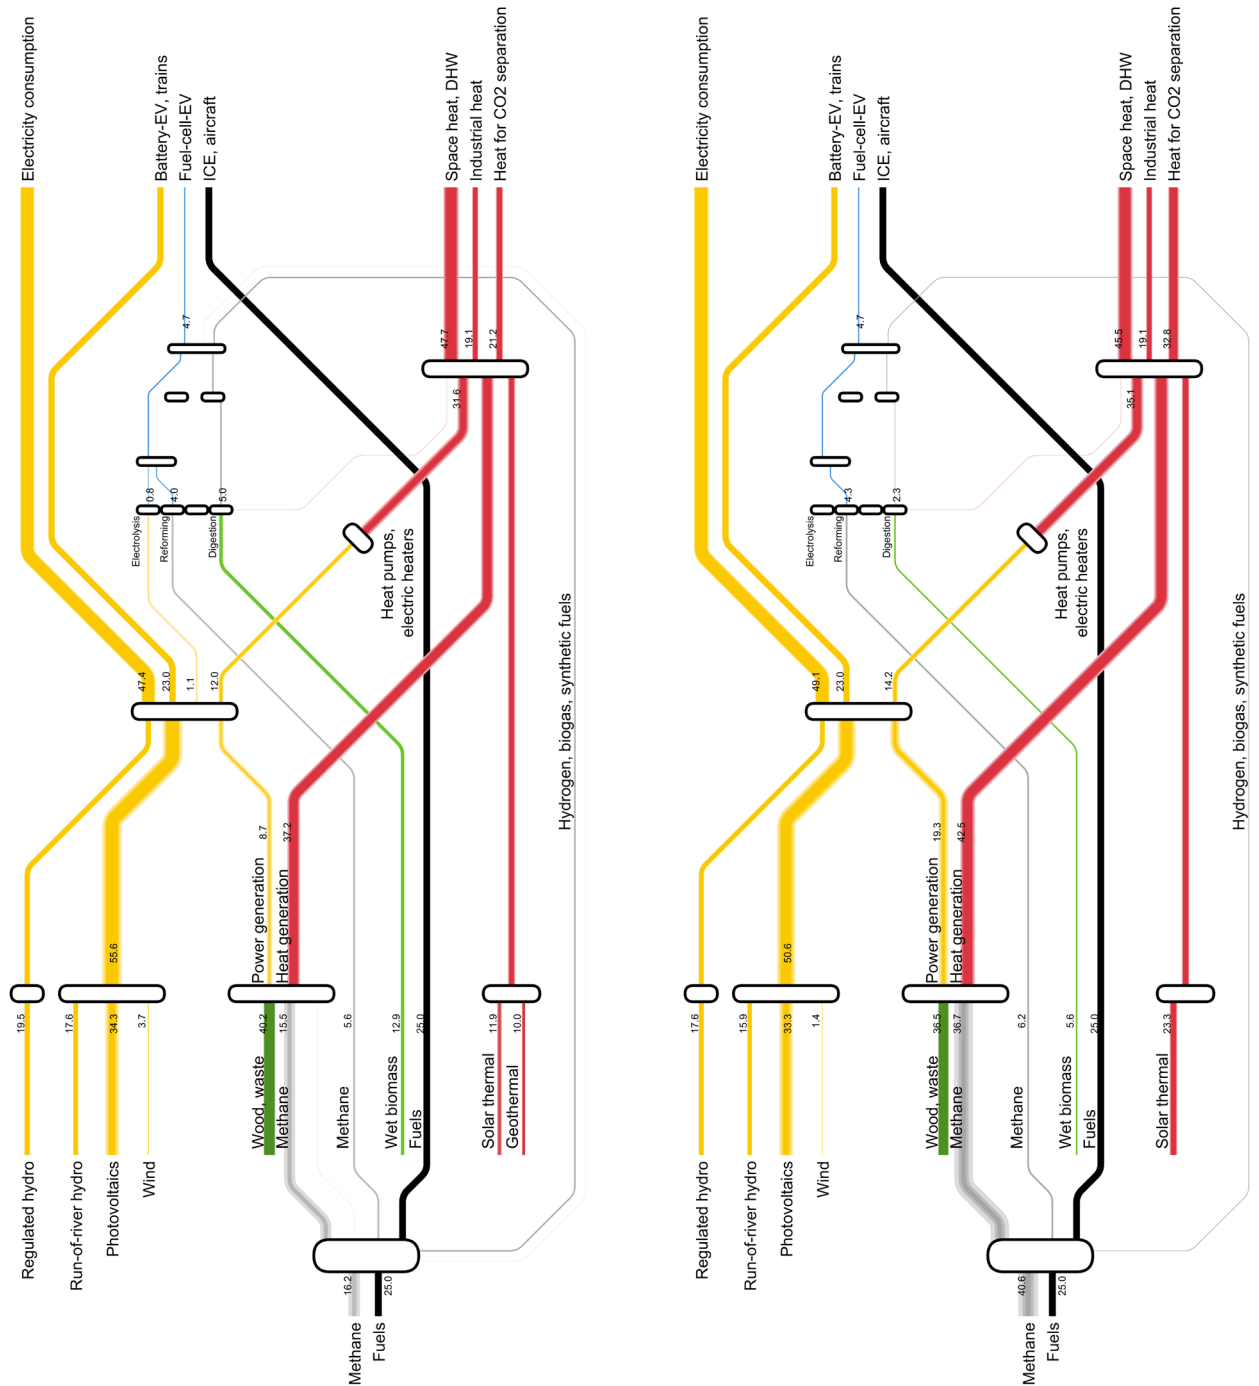 Electricity consumption
Battery-EV, trains
Fuel-cell-EV
ICE, aircraft
Space heat, DHW
Industrial heat
Heat for CO2 separation
4.7
47.7
19.1
21.2
31.6
0.8
4.0
5.0
Electrolysis
Reforming
Digestion
Heat pumps,
electric heaters
47.4
23.0
1.1
12.0
Hydrogen, biogas, synthetic fuels
8.7
37.2
Power generation
Heat generation
55.6
19.5
17.6
34.3
3.7
40.2
15.5
5.6
12.9
25.0
11.9
10.0
Wood, waste
Methane
Methane
Wet biomass
Fuels
Solar thermal
Geothermal
Regulated hydro
Run-of-river hydro
Photovoltaics
Wind
16.2
25.0
Methane
Fuels
Electricity consumption
Battery-EV, trains
Fuel-cell-EV
ICE, aircraft
Space heat, DHW
Industrial heat
Heat for CO2 separation
4.7
45.5
19.1
32.8
35.1
4.3
2.3
Electrolysis
Reforming
Digestion
Heat pumps,
electric heaters
49.1
23.0
14.2
Hydrogen, biogas, synthetic fuels
19.3
42.5
Power generation
Heat generation
50.6
17.6
15.9
33.3
1.4
36.5
36.7
6.2
5.6
25.0
23.3
Wood, waste
Methane
Methane
Wet biomass
Fuels
Solar thermal
Regulated hydro
Run-of-river hydro
Photovoltaics
Wind
40.6
25.0
Methane
Fuels